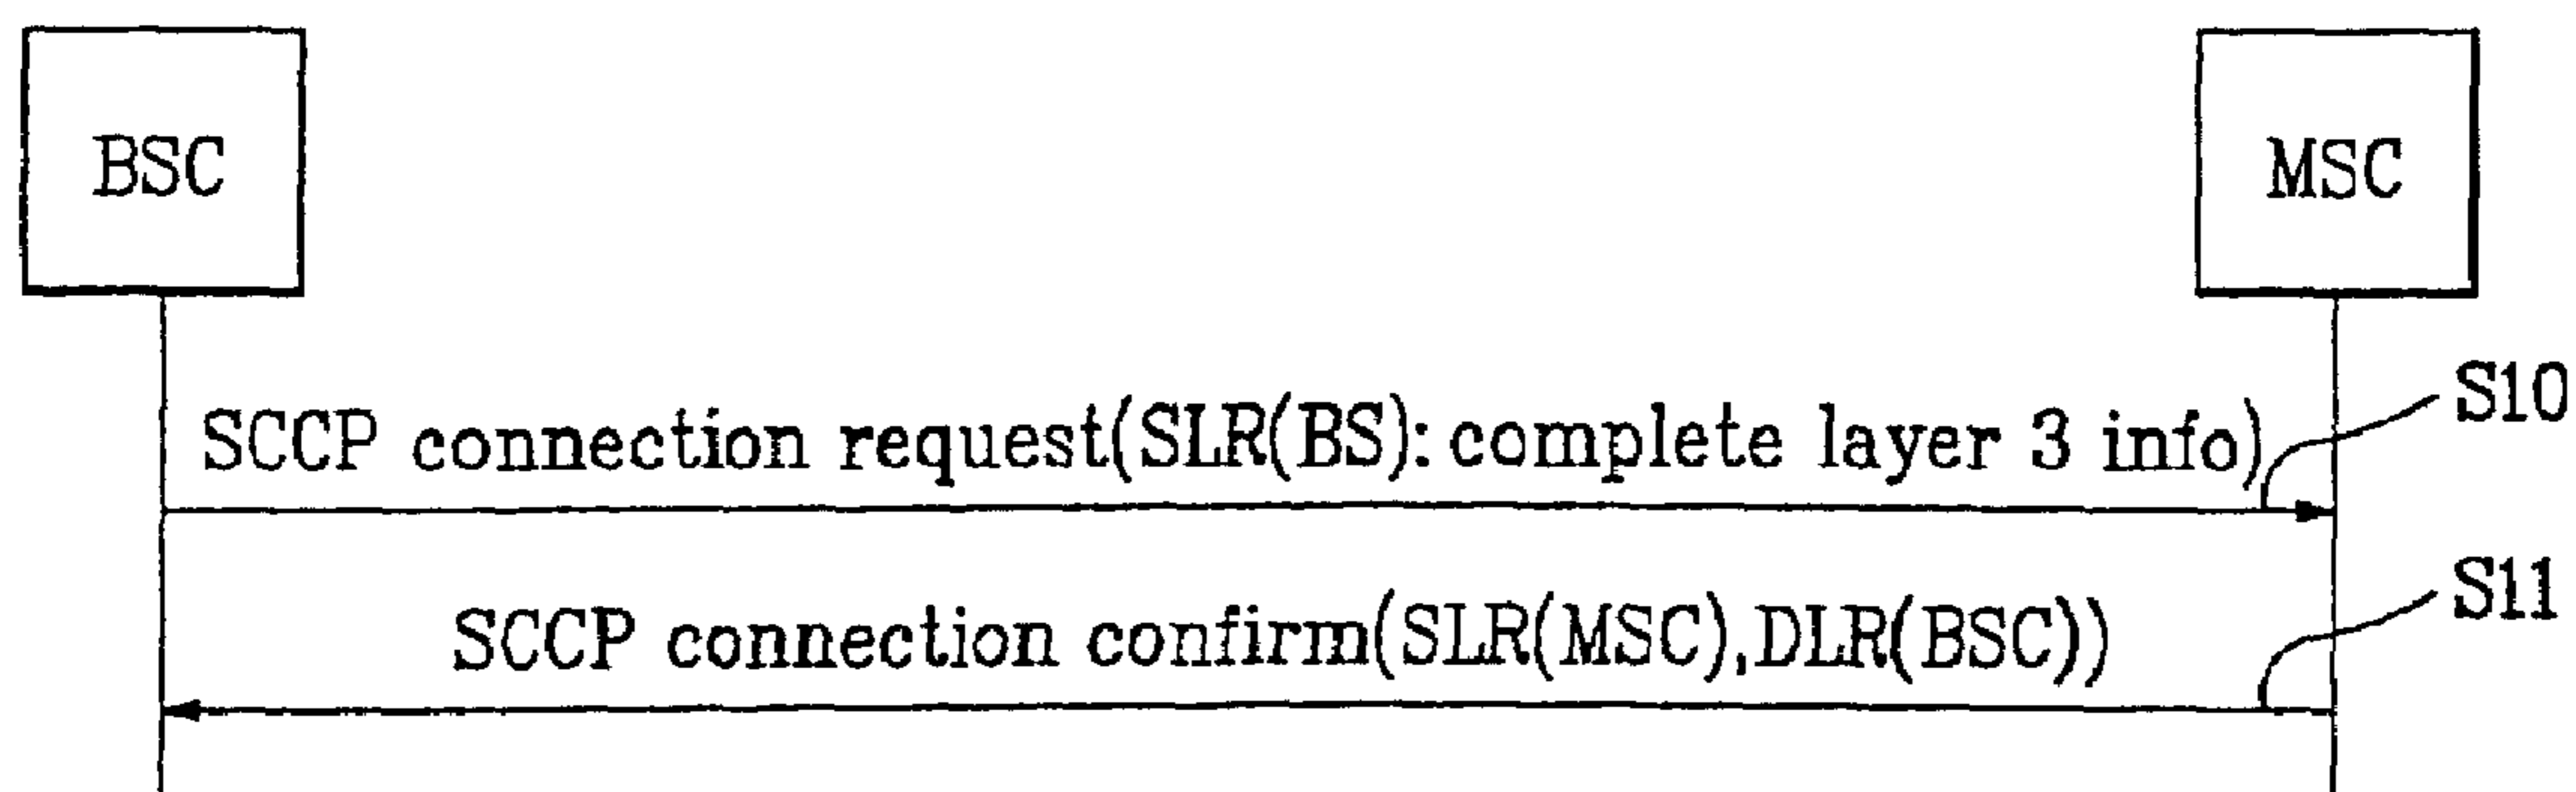 BSC
MSC
SCCP connection request(SLR(BS): complete layer 3 info)
S10
SCCP connection confirm(SLR(MSC),DLR(BSC))
S11